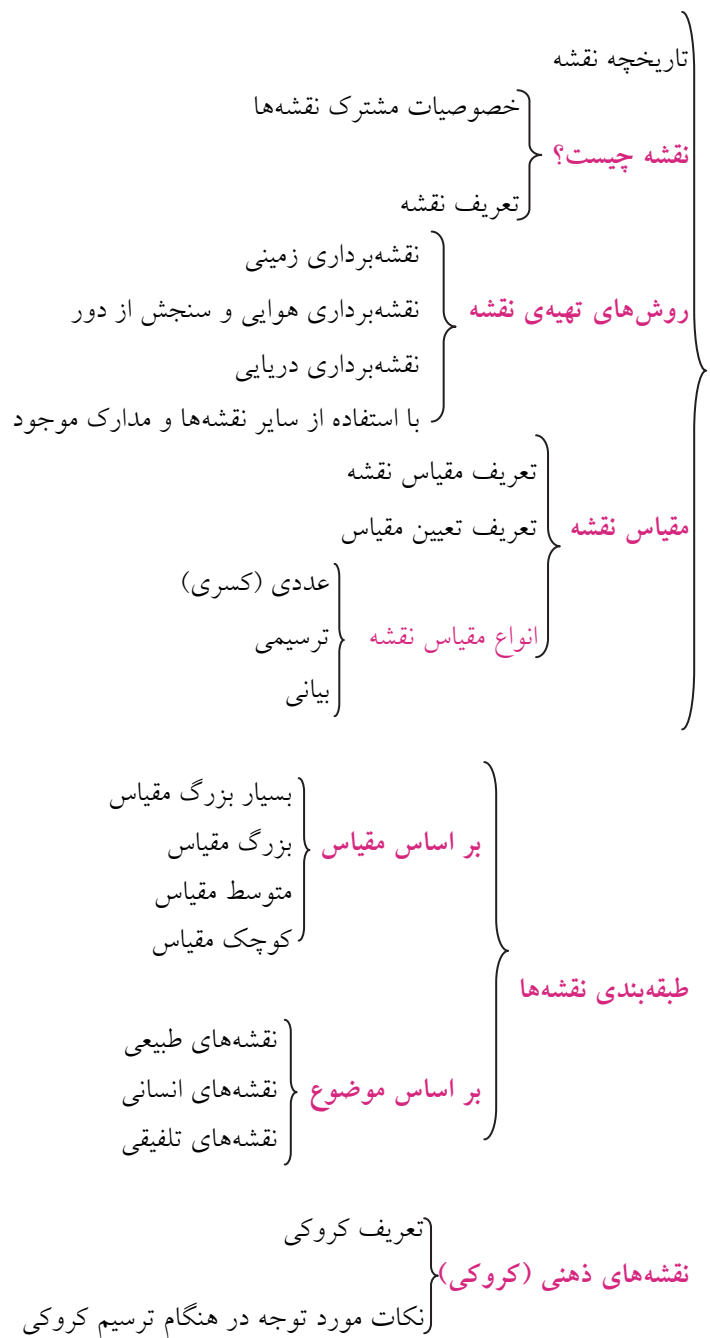 تاریخچه نقشه
خصوصیات مشترک نقشه‌ها
نقشه چیست؟
تعریف نقشه
نقشه‌برداری زمینی
روش‌های تهیه‌ی نقشه
نقشه‌برداری هوایی و سنجش از دور
نقشه‌برداری دریایی
با استفاده از سایر نقشه‌ها و مدارک موجود
تعریف مقیاس نقشه
مقیاس نقشه
تعریف تعیین مقیاس
عددی (کسری)
انواع مقیاس نقشه
ترسیمی
بیانی
بسیار بزرگ مقیاس
بر اساس مقیاس
بزرگ مقیاس
متوسط مقیاس
کوچک مقیاس
طبقه‌بندی نقشه‌ها
نقشه‌های طبیعی
بر اساس موضوع
نقشه‌های انسانی
نقشه‌های تلفیقی
تعریف کروکی
نقشه‌های ذهنی (کروکی)
نکات مورد توجه در هنگام ترسیم کروکی